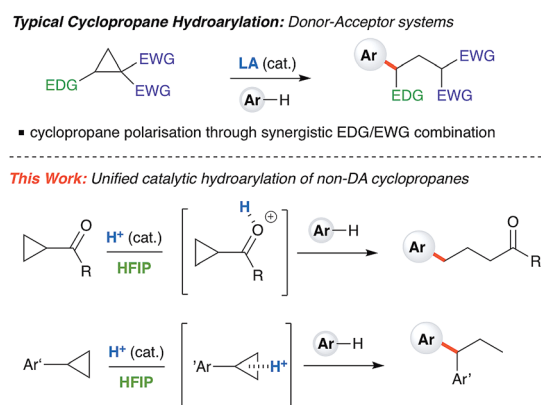 Typical Cyclopropane Hydroarylation: Donor-Acceptor systems
EWG
EWG
EDG
LA (cat.)
Ar—H
Ar
EWG
EDG
EWG
▪ cyclopropane polarisation through synergistic EDG/EWG combination
This Work: Unified catalytic hydroarylation of non-DA cyclopropanes
O
R
H+ (cat.)
HFIP
H
O
⊕
R
Ar—H
Ar
O
R
Ar‘
H+ (cat.)
HFIP
’Ar
H+
Ar—H
Ar
Ar’